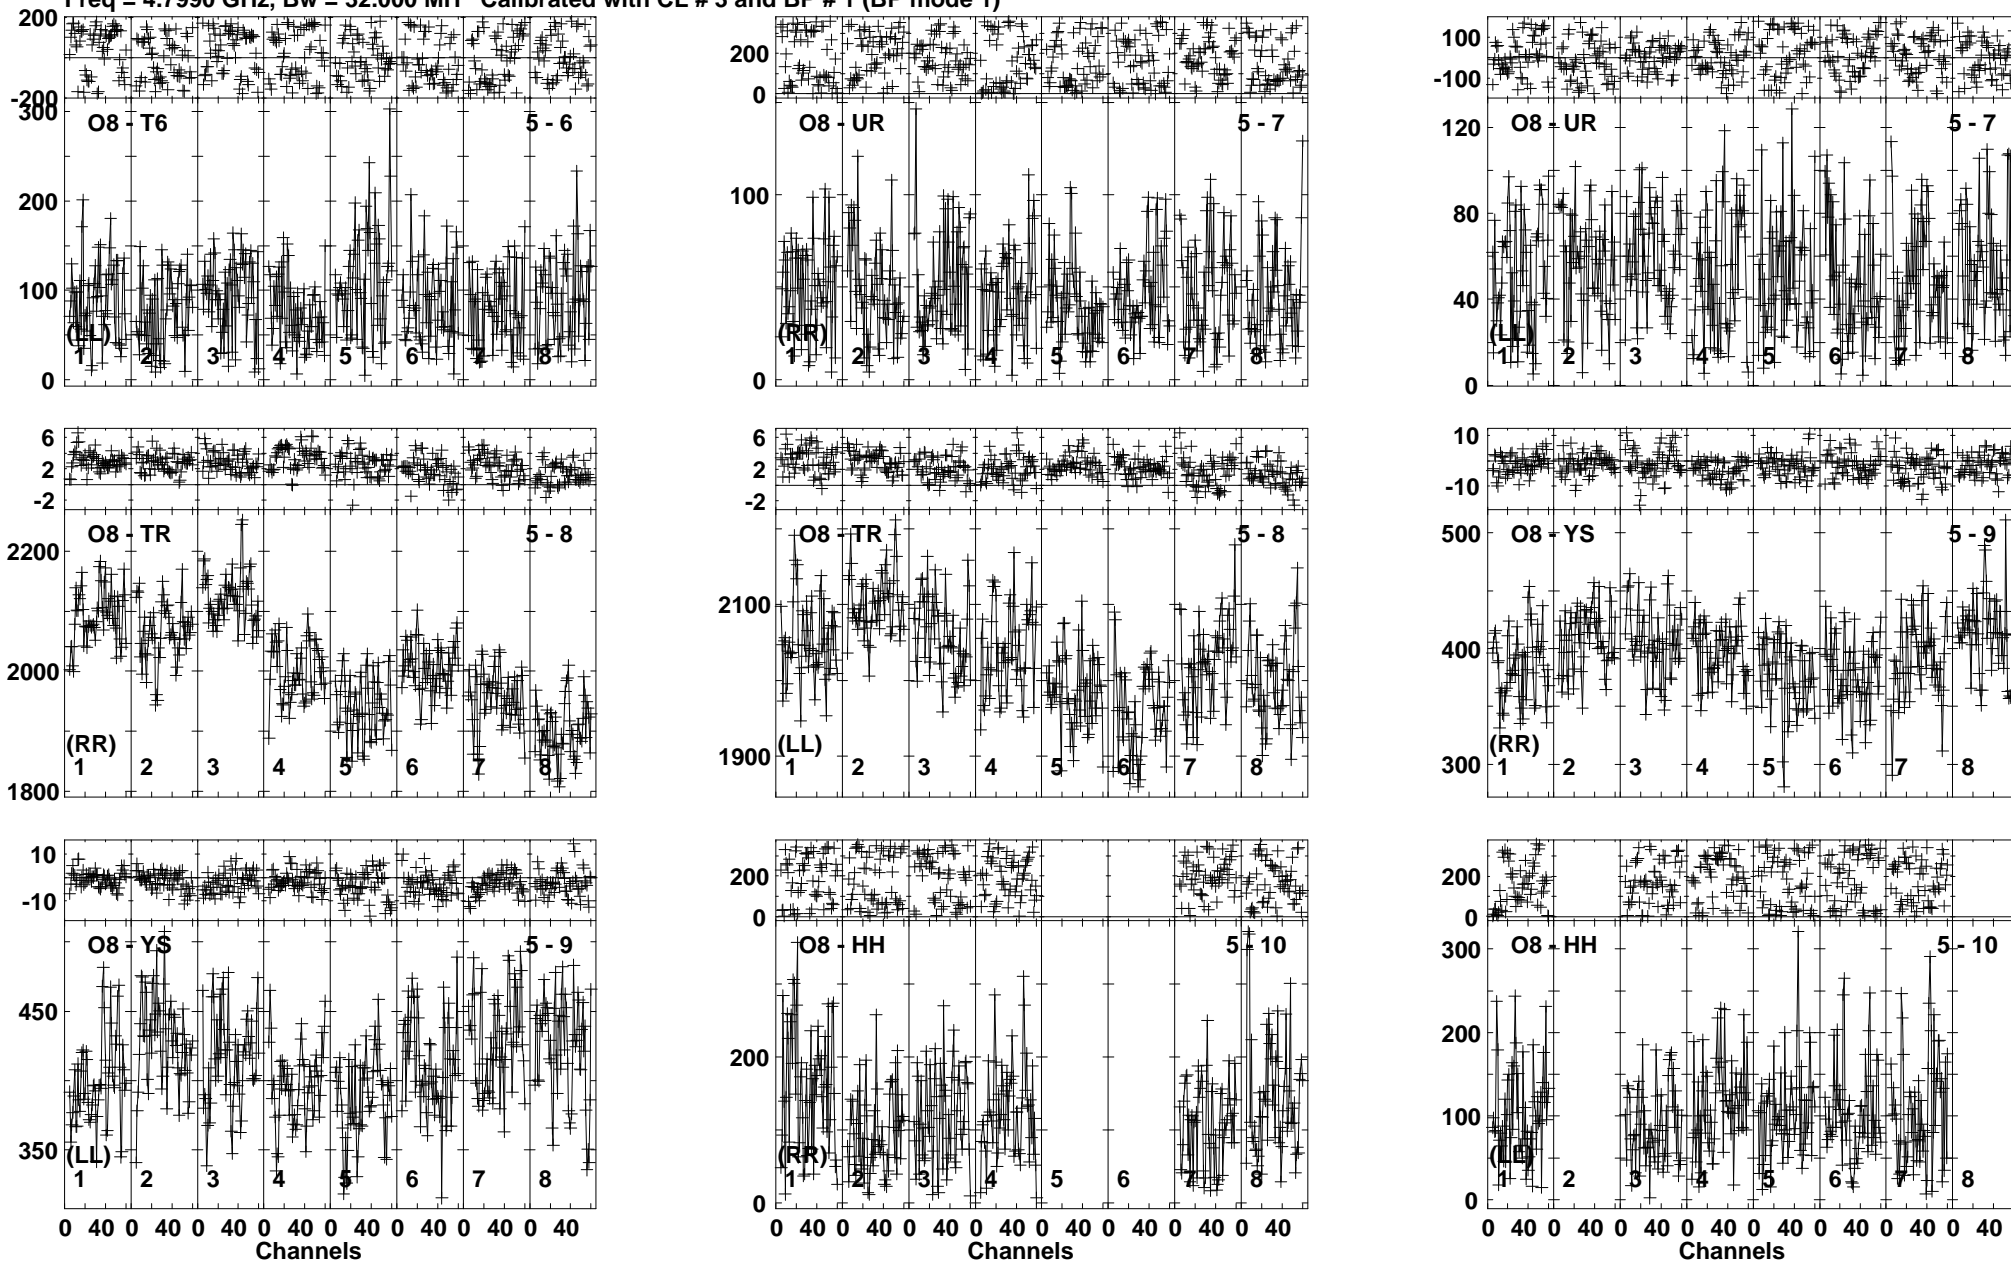 Freq = 4.7990 GHz, Bw = 32.000 MH Calibrated with CL # 3 and BP # 1 (BP mode 1)
200
-200
200
0
100
-100
300
200
100
0
O8 - T6
5 - 6
(LL)
1 2 3 4 5 6 7 8
100
0
O8 - UR
5 - 7
(RR)
1 2 3 4 5 6 7 8
120
80
40
0
O8 - UR
5 - 7
(LL)
1 2 3 4 5 6 7 8
6
2
-2
6
2
-2
10
-10
2200
2000
1800
O8 - TR
5 - 8
(RR)
1 2 3 4 5 6 7 8
2100
1900
O8 - TR
5 - 8
(LL)
1 2 3 4 5 6 7 8
500
400
300
O8 - YS
5 - 9
(RR)
1 2 3 4 5 6 7 8
10
-10
200
0
200
0
450
350
O8 - YS
5 - 9
(LL)
1 2 3 4 5 6 7 8
200
0
O8 - HH
5 - 10
(RR)
1 2 3 4 5 6 7 8
300
200
100
0
O8 - HH
5 - 10
(LL)
1 2 3 4 5 6 7 8
0 40 0 40 0 40 0 40 0 40 0 40 0 40 0 40
Channels
0 40 0 40 0 40 0 40 0 40 0 40 0 40 0 40
Channels
0 40 0 40 0 40 0 40 0 40 0 40 0 40 0 40
Channels